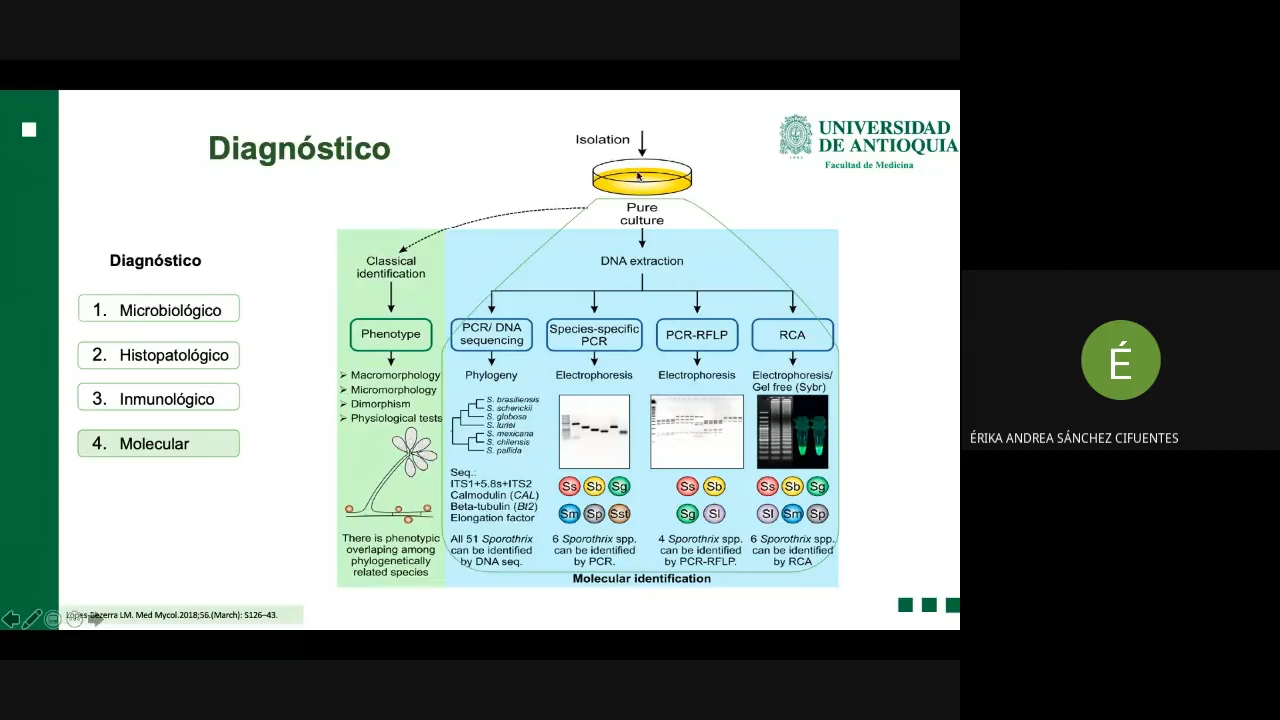 Diagnóstico
UNIVERSIDAD
DE ANTIOQUIA
Facultad de Medicina
1803
Diagnóstico
1. Microbiológico
2. Histopatológico
3. Inmunológico
4. Molecular
Isolation
Pure
culture
Classical
identification
DNA extraction
Phenotype
PCR/ DNA
sequencing
Species-specific
PCR
PCR-RFLP
RCA
➢ Macromorphology
➢ Micromorphology
➢ Dimorphism
➢ Physiological tests
There is phenotypic
overlaping among
phylogenetically
related species
Phylogeny
S. brasiliensis
S. schenckii
S. globosa
S. luriei
S. mexicana
S. chilensis
S. pallida
Seq.:
ITS1+5.8s+ITS2
Calmodulin (CAL)
Beta-tubulin (Bt2)
Elongation factor
All 51 Sporothrix spp.
can be identified
by DNA seq.
Electrophoresis
Ss Sb Sg
Sm Sp Sst
6 Sporothrix spp.
can be identified
by PCR.
Electrophoresis
Ss Sb
Sg Sl
4 Sporothrix spp.
can be identified
by PCR-RFLP.
Electrophoresis/
Gel free (Sybr)
Ss Sb Sg
Sl Sm Sp
6 Sporothrix spp.
can be identified
by RCA
Molecular identification
Lopes-Bezerra LM. Med Mycol.2018;56.(March): S126–43.
É
ÉRIKA ANDREA SÁNCHEZ CIFUENTES